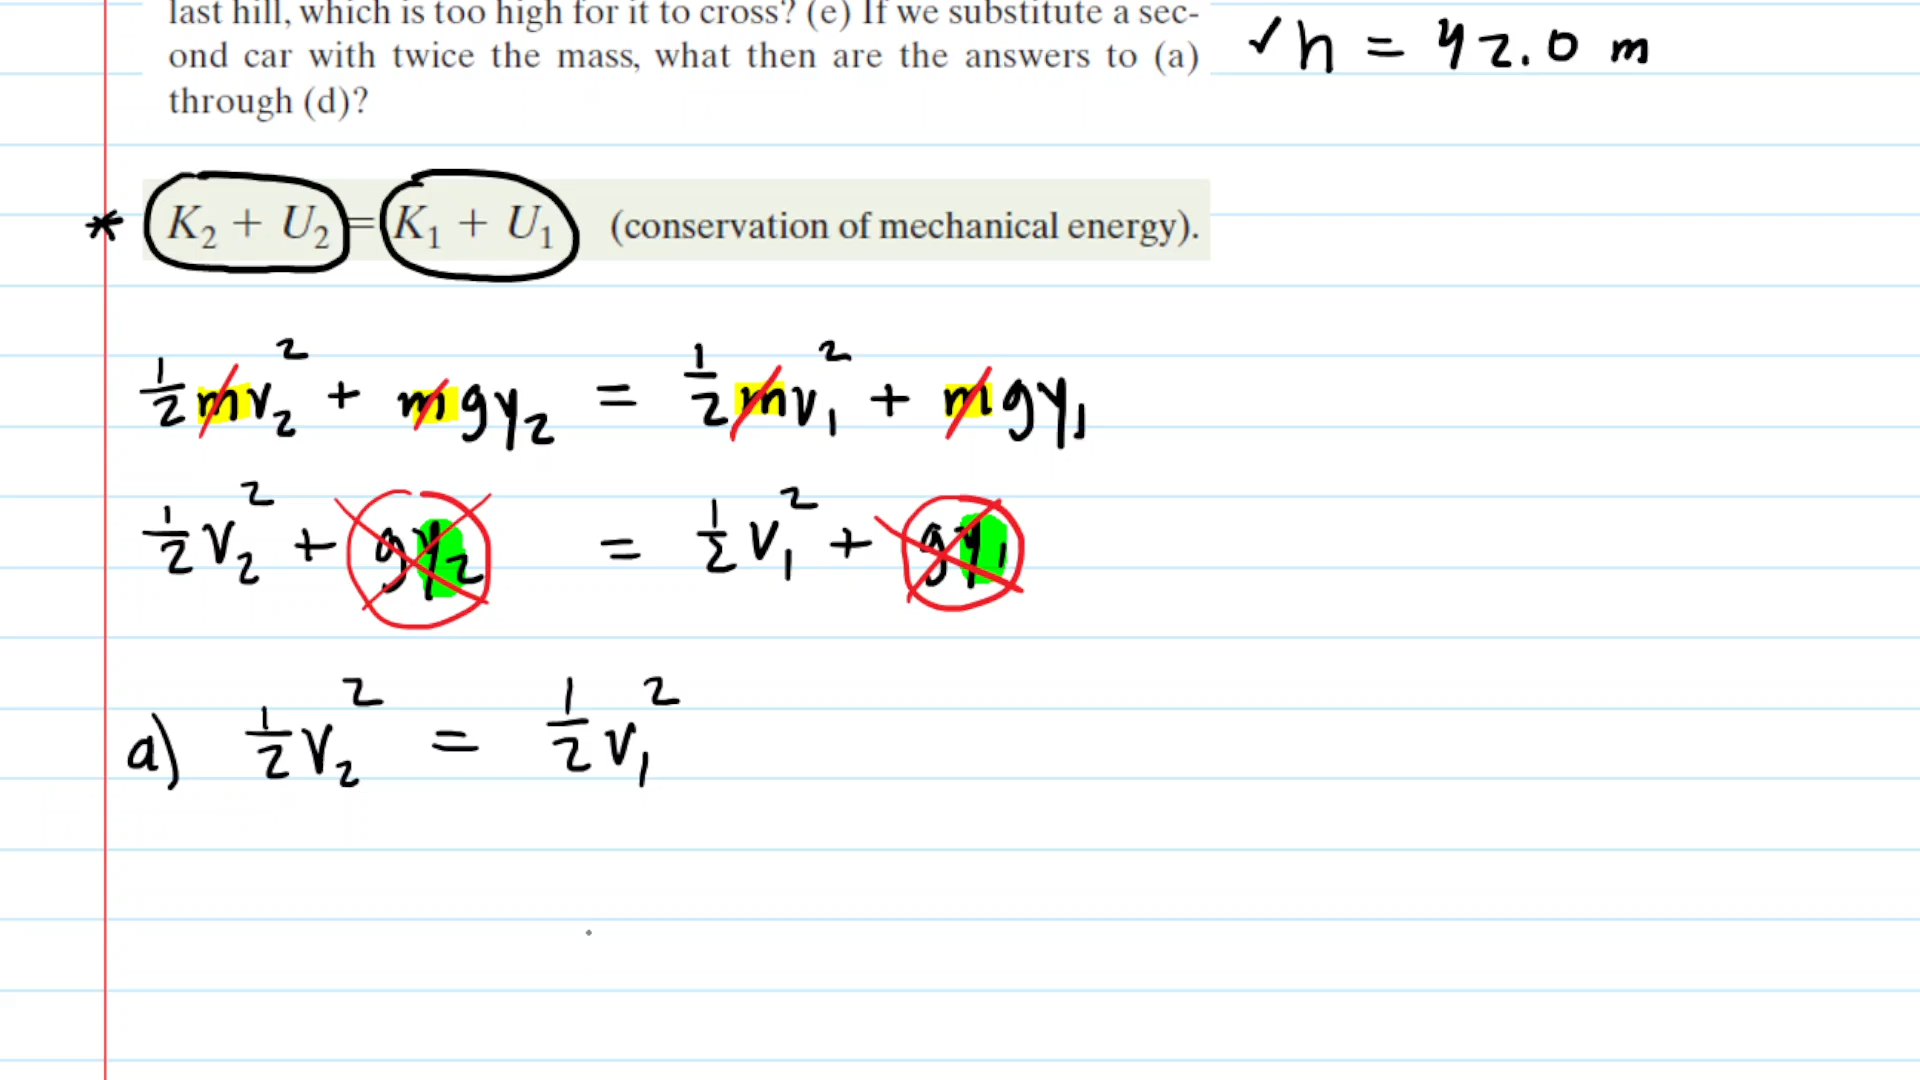 last hill, which is too high for it to cross? (e) If we substitute a sec-
ond car with twice the mass, what then are the answers to (a)
through (d)?
✓ h = 42.0 m
* K₂ + U₂ = K₁ + U₁ (conservation of mechanical energy).
½mv₂² + mgy₂ = ½mv₁² + mgy₁
½v₂² + gy₂ = ½v₁² + gy₁
a) ½v₂² = ½v₁²